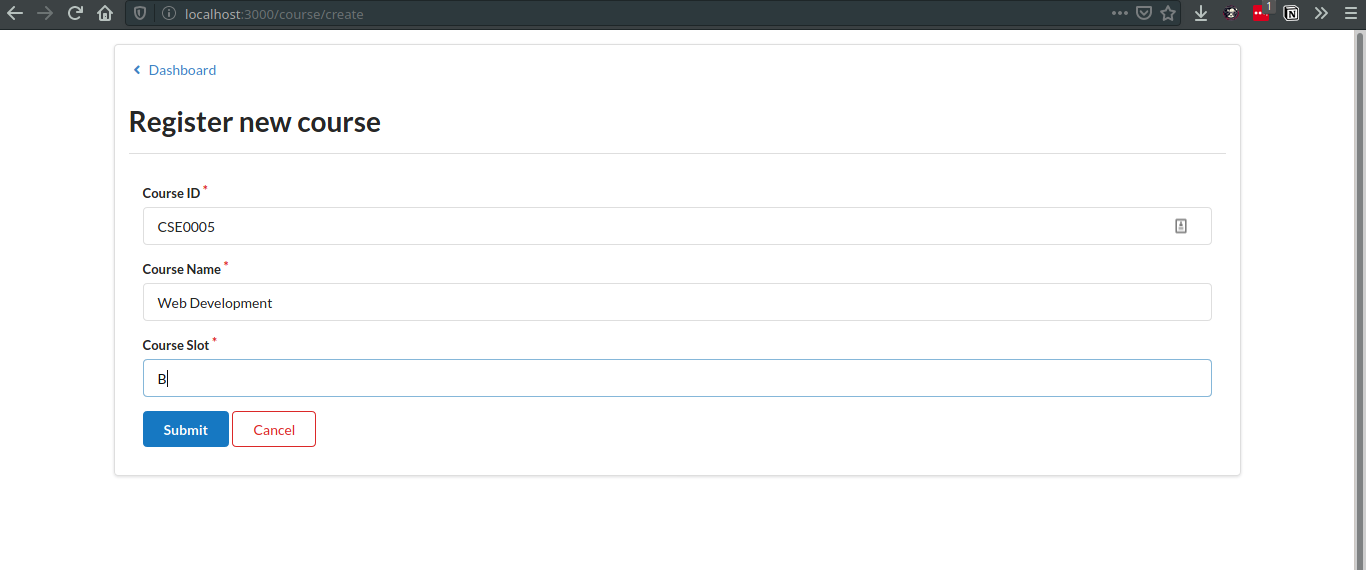 localhost:3000/course/create
1
Dashboard
Register new course
Course ID *
CSE0005
Course Name *
Web Development
Course Slot *
B
Submit Cancel